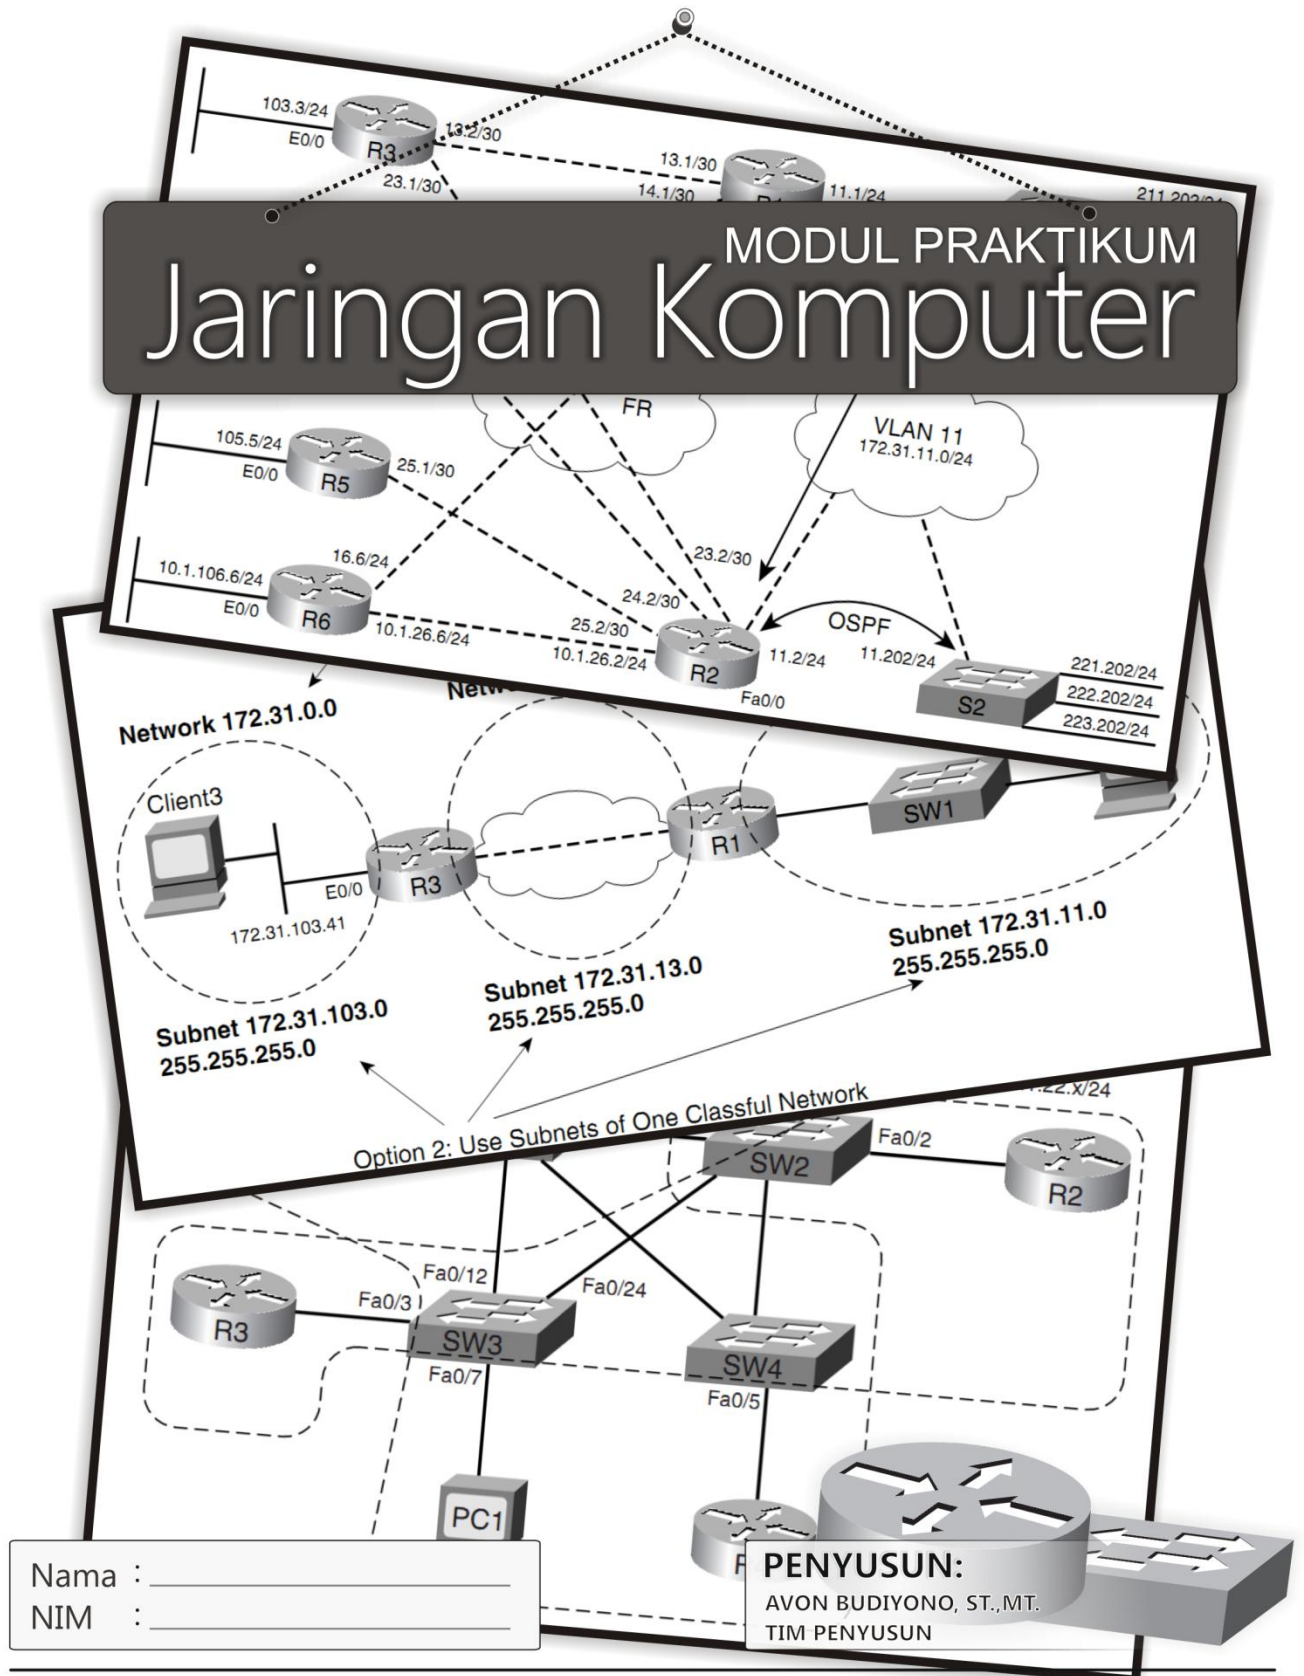 103.3/24
E0/0
R3
13.2/30
23.1/30
13.1/30
14.1/30
11.1/24
211.202/24
MODUL PRAKTIKUM
Jaringan Komputer
FR
VLAN 11
172.31.11.0/24
105.5/24
E0/0
R5
25.1/30
10.1.106.6/24
E0/0
R6
16.6/24
10.1.26.6/24
23.2/30
24.2/30
25.2/30
10.1.26.2/24
R2
Fa0/0
OSPF
11.2/24
11.202/24
S2
221.202/24
222.202/24
223.202/24
Network 172.31.0.0
Client3
E0/0
172.31.103.41
R3
R1
SW1
Subnet 172.31.103.0
255.255.255.0
Subnet 172.31.13.0
255.255.255.0
Subnet 172.31.11.0
255.255.255.0
Option 2: Use Subnets of One Classful Network
22.x/24
SW2
Fa0/2
R2
Fa0/12
Fa0/24
R3
Fa0/3
SW3
Fa0/7
SW4
Fa0/5
PC1
Nama :
NIM :
PENYUSUN:
AVON BUDIYONO, ST.,MT.
TIM PENYUSUN